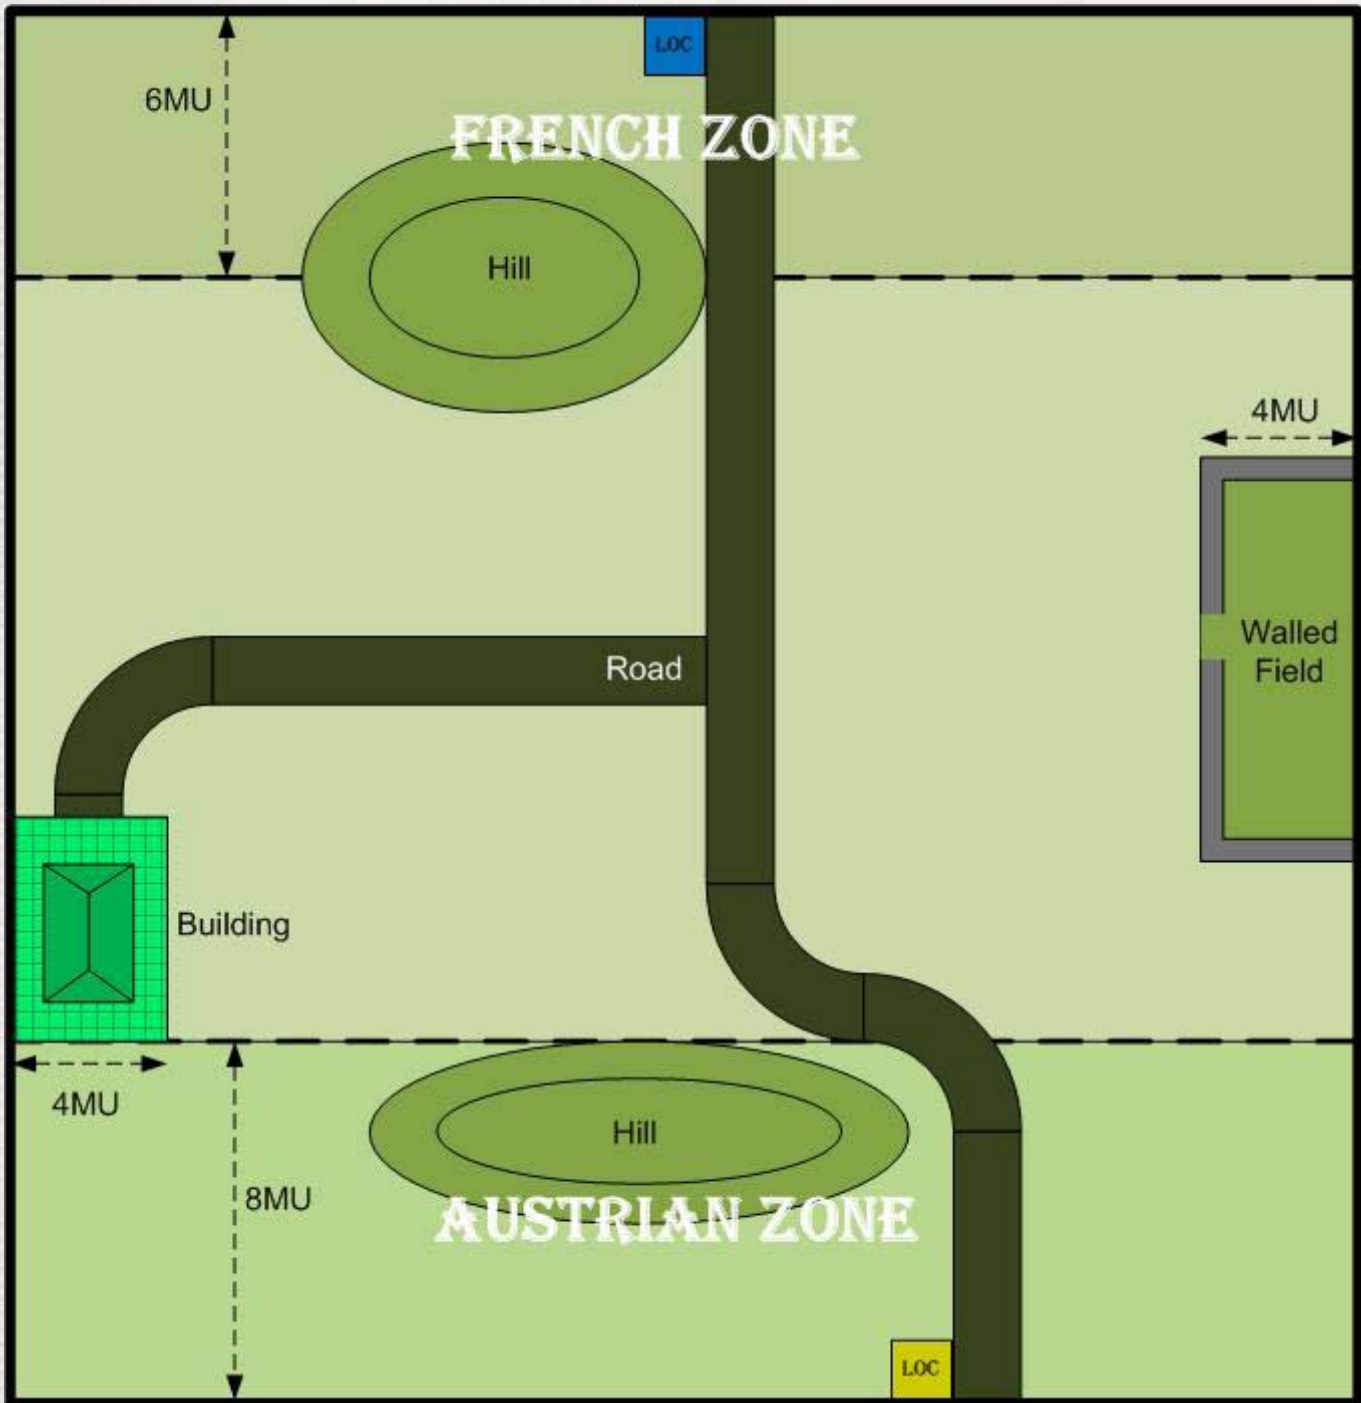 LOC
6MU
FRENCH ZONE
Hill
4MU
Walled
Field
Road
Building
4MU
Hill
8MU
AUSTRIAN ZONE
LOC